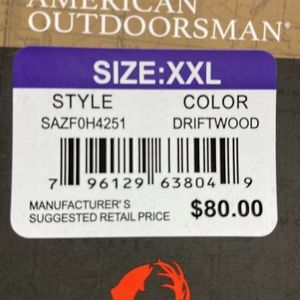 AMERICAN
OUTDOORSMAN®
SIZE:XXL
STYLE COLOR
SAZF0H4251 DRIFTWOOD
7 96129 63804 9
MANUFACTURER'S
SUGGESTED RETAIL PRICE $80.00